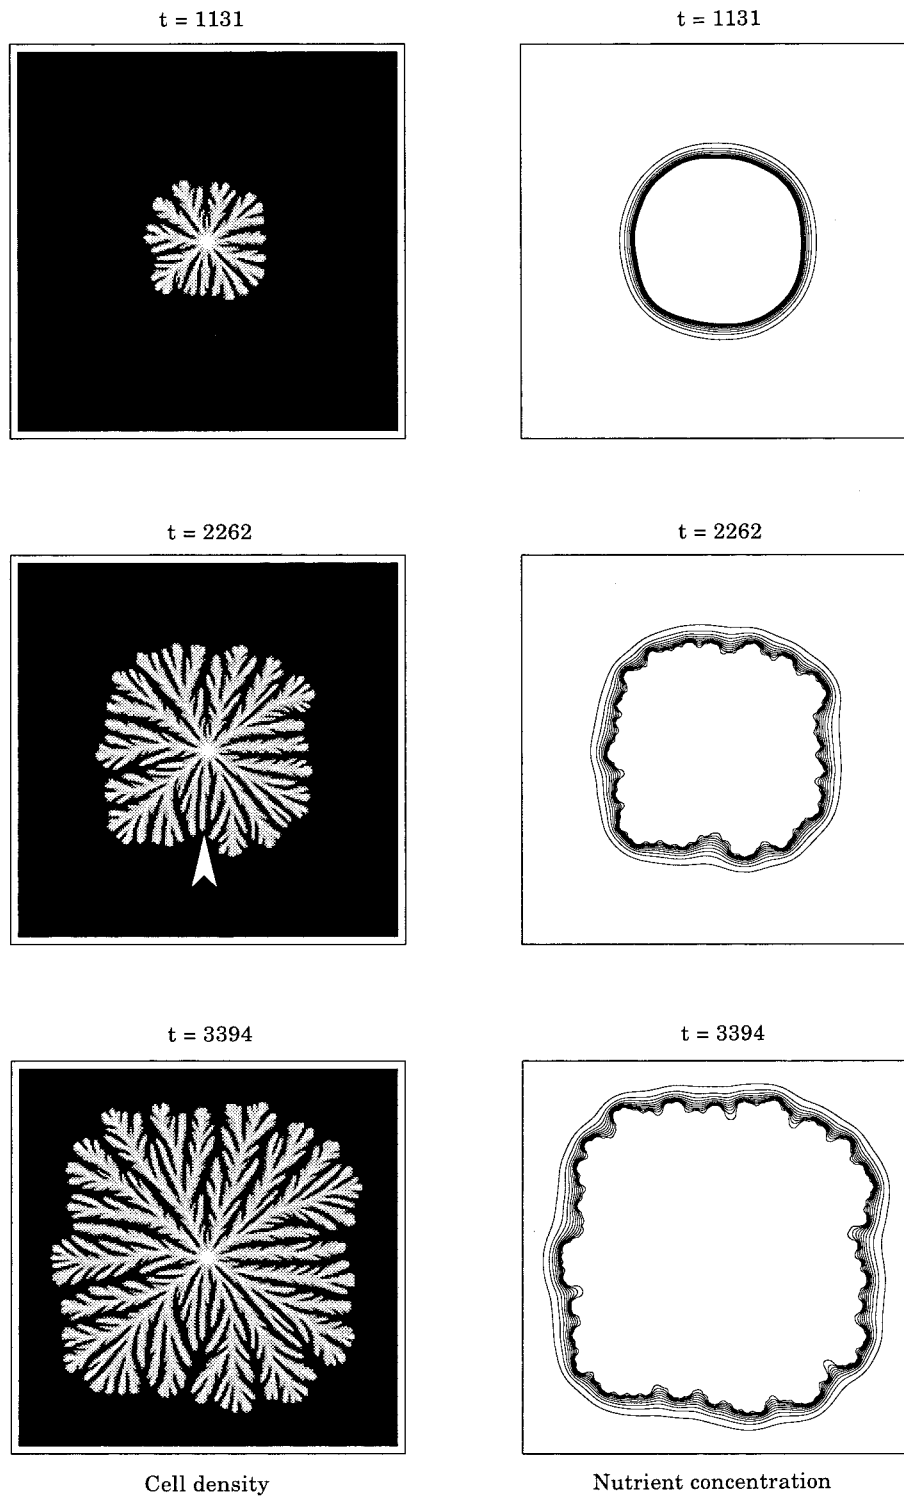 t = 1131
t = 1131
t = 2262
t = 2262
t = 3394
t = 3394
Cell density
Nutrient concentration